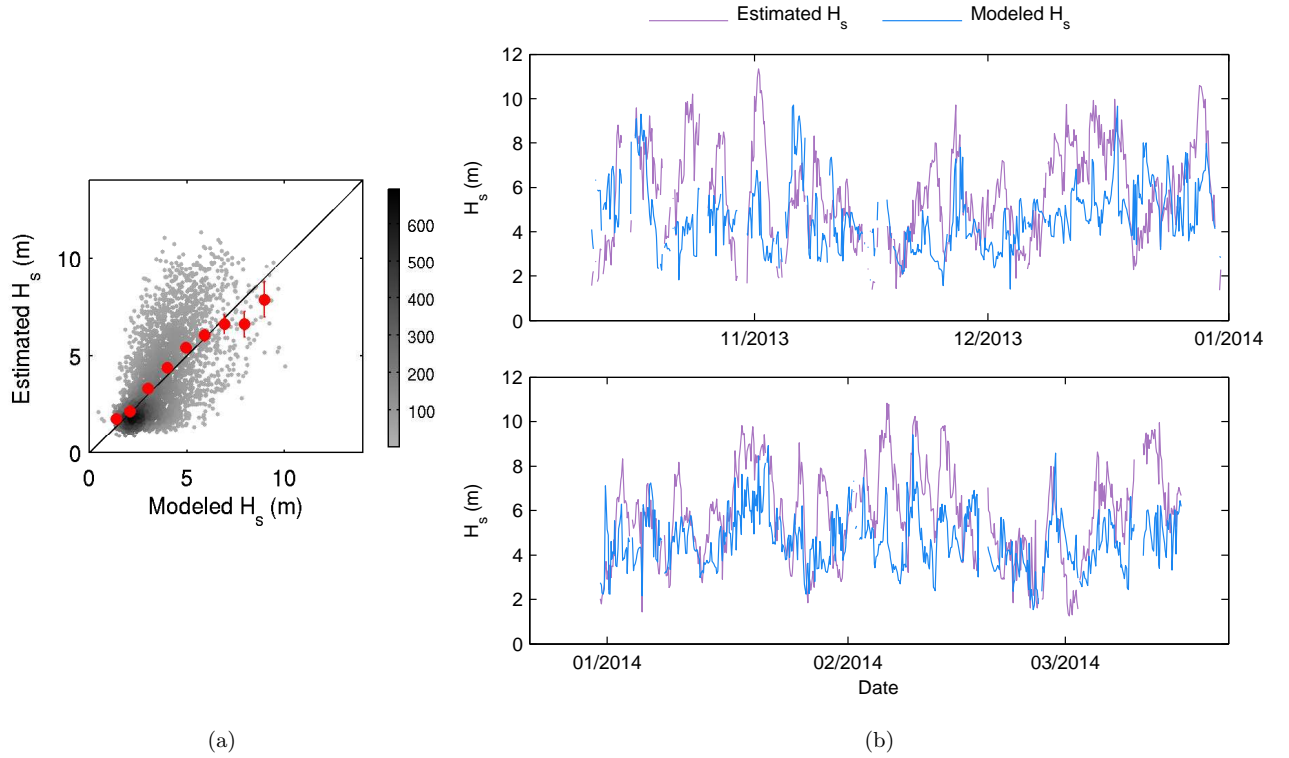 Estimated H_s Modeled H_s
12
10
8
6
4
2
0
H_s (m)
11/2013 12/2013 01/2014
600
500
400
300
200
100
10
5
0
Estimated H_s (m)
0 5 10
Modeled H_s (m)
12
10
8
6
4
2
0
H_s (m)
01/2014 02/2014 03/2014
Date
(a) (b)